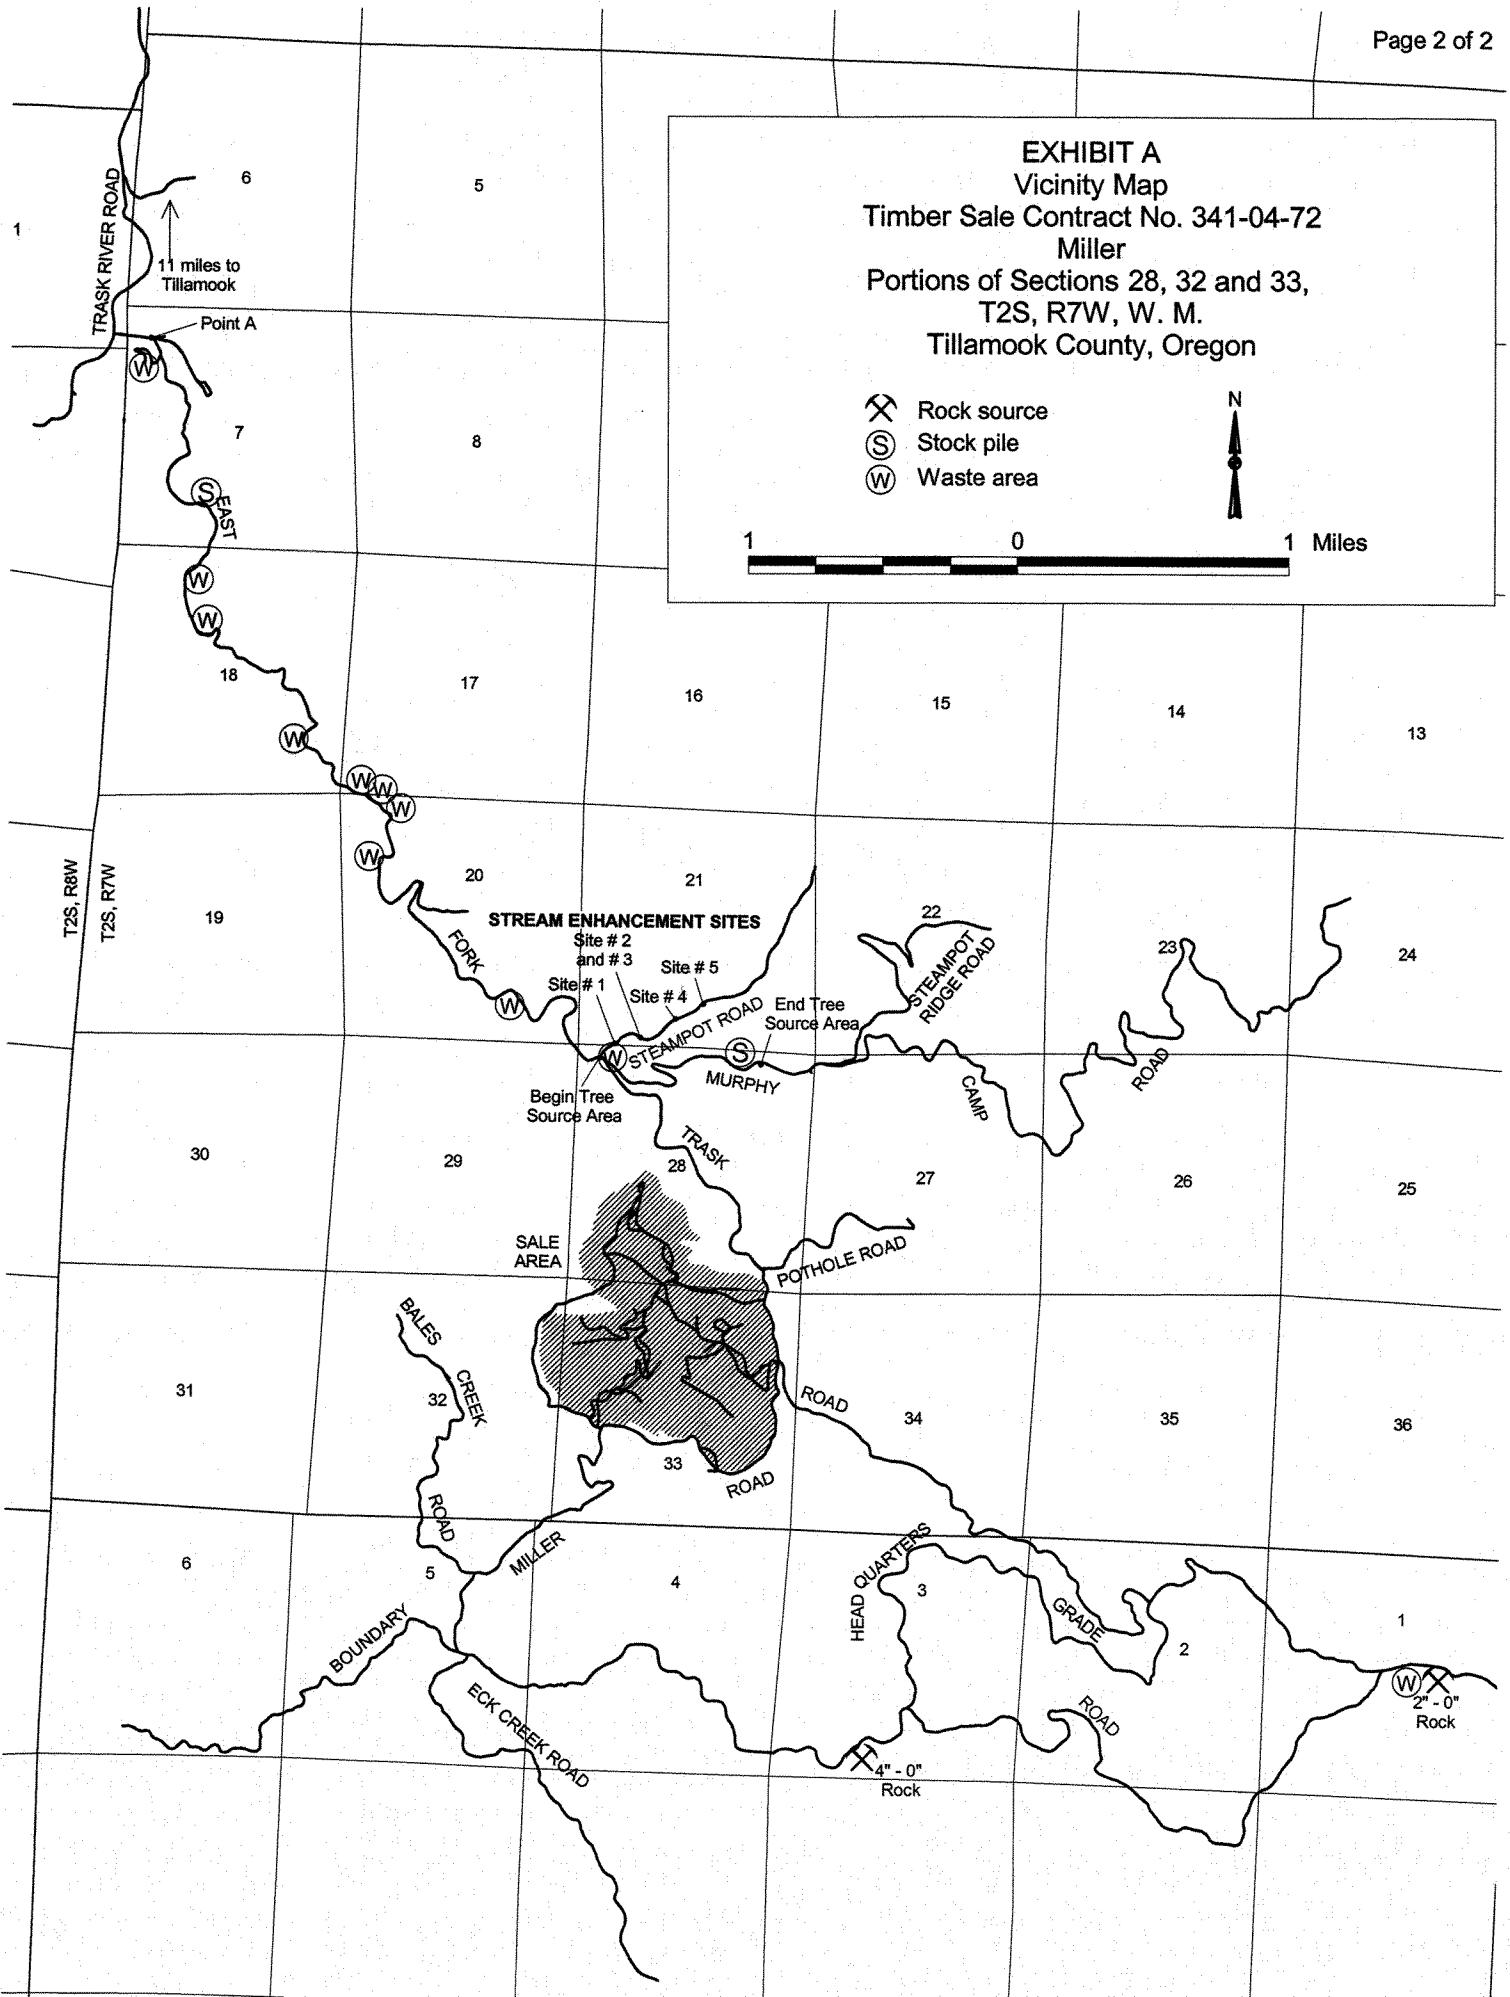 Page 2 of 2
EXHIBIT A
Vicinity Map
Timber Sale Contract No. 341-04-72
Miller
Portions of Sections 28, 32 and 33,
T2S, R7W, W. M.
Tillamook County, Oregon
Rock source
S Stock pile
W Waste area
N
1 0 1 Miles
6
5
1
TRASK RIVER ROAD
11 miles to
Tillamook
Point A
W
7
8
S
EAST
W
W
18
17
16
15
14
13
W
W
W
W
W
T2S, R8W
T2S, R7W
19
20
21
22
23
24
STREAM ENHANCEMENT SITES
Site # 2
and # 3
Site # 5
Site # 1
Site # 4
FORK
W
STEAMPOT
RIDGE ROAD
End Tree
Source Area
STEAMPOT ROAD
W
S
MURPHY
CAMP
ROAD
Begin Tree
Source Area
TRASK
30
29
28
27
26
25
SALE
AREA
POTHOLE ROAD
BALES
CREEK
ROAD
31
32
33
34
35
36
ROAD
ROAD
MILLER
6
5
4
3
2
1
HEAD QUARTERS
GRADE
ROAD
BOUNDARY
ECK CREEK ROAD
W
2" - 0"
Rock
4" - 0"
Rock